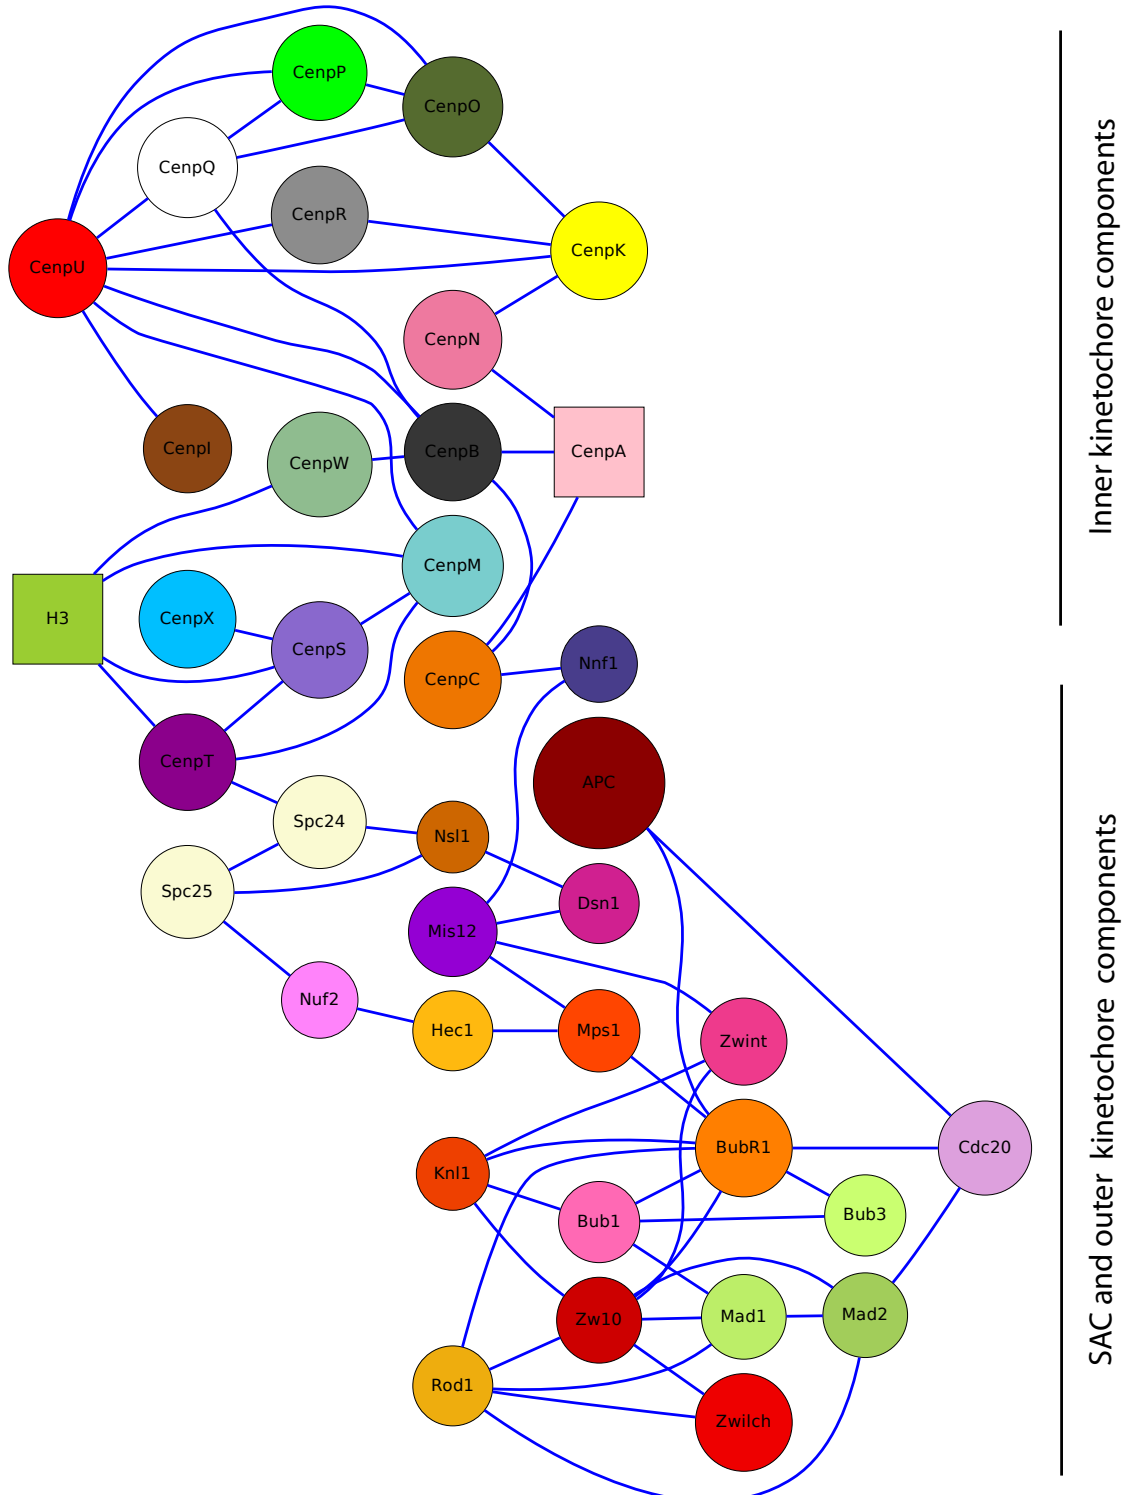 CenpP
CenpO
CenpQ
CenpR
CenpK
CenpU
CenpN
CenpI
CenpW
CenpB
CenpA
CenpM
H3
CenpX
CenpS
CenpC
Nnf1
CenpT
APC
Spc24
Nsl1
Spc25
Dsn1
Mis12
Nuf2
Hec1
Mps1
Zwint
Knl1
BubR1
Cdc20
Bub1
Bub3
Zw10
Mad1
Mad2
Rod1
Zwilch
Inner kinetochore components
SAC and outer kinetochore components